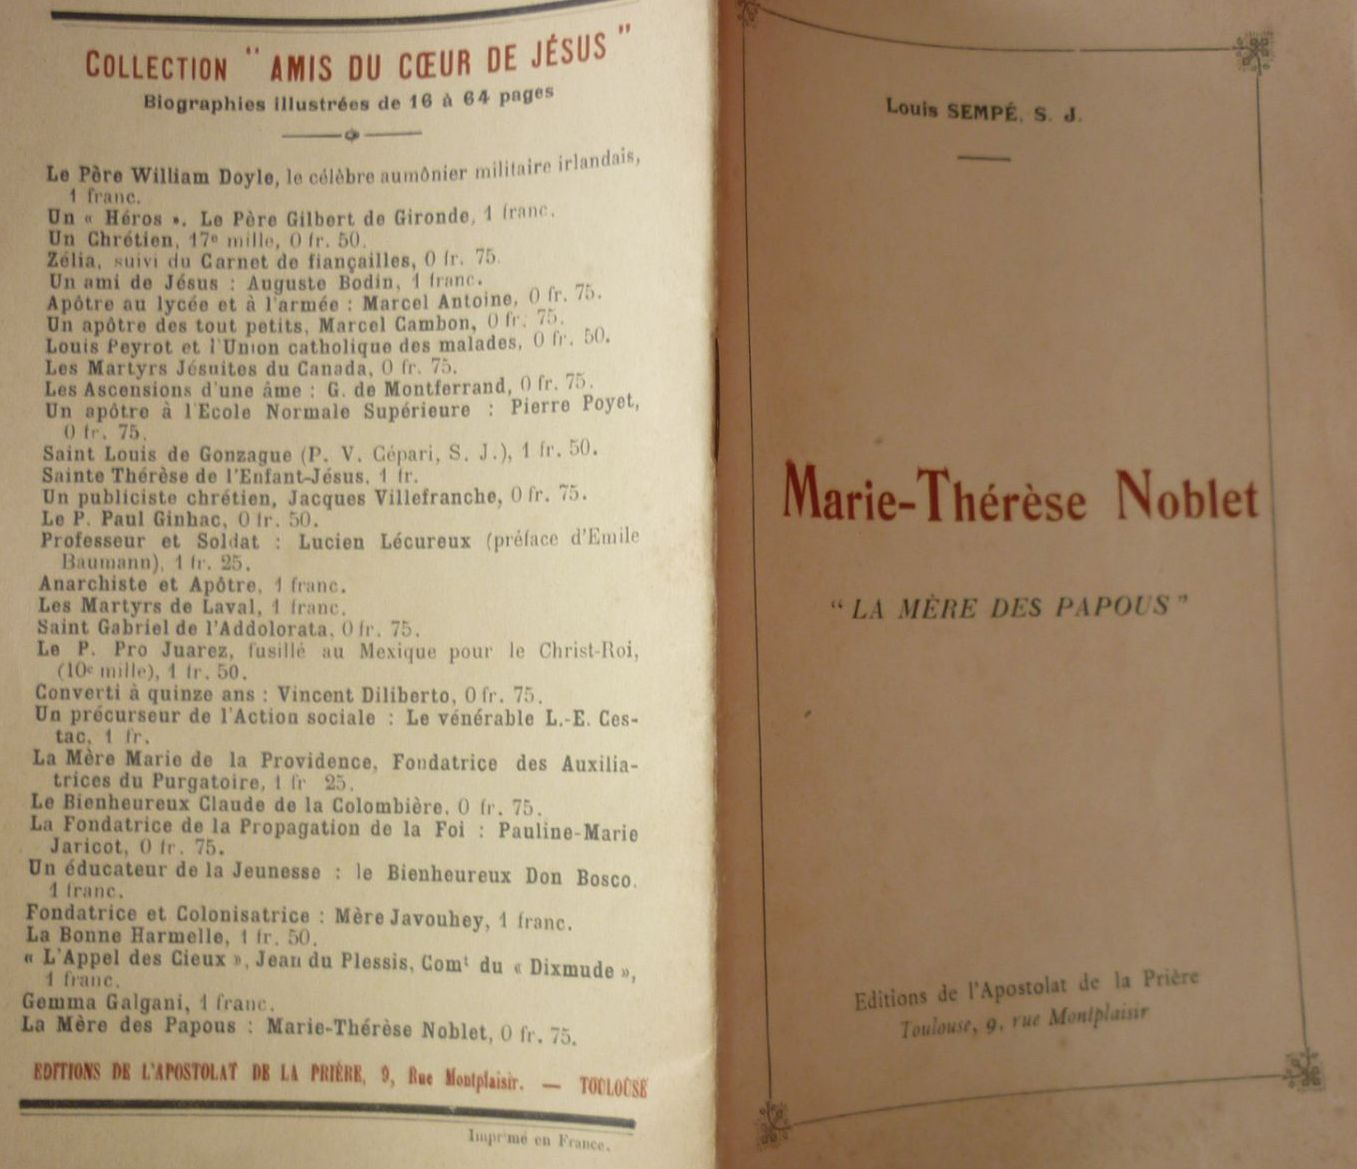 COLLECTION " AMIS DU CŒUR DE JÉSUS "
Biographies illustrées de 16 à 64 pages
Le Père William Doyle, le célèbre aumônier militaire irlandais,
1 franc.
Un « Héros ». Le Père Gilbert de Gironde, 1 franc.
Un Chrétien, 17e mille, 0 fr. 50.
Zélia, suivi du Carnet de fiançailles, 0 fr. 75.
Un ami de Jésus : Auguste Bodin, 1 franc.
Apôtre au lycée et à l'armée : Marcel Antoine, 0 fr. 75.
Un apôtre des tout petits, Marcel Cambon, 0 fr. 75.
Louis Peyrot et l'Union catholique des malades, 0 fr. 50.
Les Martyrs Jésuites du Canada, 0 fr. 75.
Les Ascensions d'une âme : G. de Montferrand, 0 fr. 75.
Un apôtre à l'Ecole Normale Supérieure : Pierre Poyet,
0 fr. 75.
Saint Louis de Gonzague (P. V. Cépari, S. J.), 1 fr. 50.
Sainte Thérèse de l'Enfant-Jésus, 1 fr.
Un publiciste chrétien, Jacques Villefranche, 0 fr. 75.
Le P. Paul Ginhac, 0 fr. 50.
Professeur et Soldat : Lucien Lécureux (préface d'Emile
Baumann), 1 fr. 25.
Anarchiste et Apôtre, 1 franc.
Les Martyrs de Laval, 1 franc.
Saint Gabriel de l'Addolorata, 0 fr. 75.
Le P. Pro Juarez, fusillé au Mexique pour le Christ-Roi,
(10e mille), 1 fr. 50.
Converti à quinze ans : Vincent Diliberto, 0 fr. 75.
Un précurseur de l'Action sociale : Le vénérable L.-E. Ces-
tac, 1 fr.
La Mère Marie de la Providence, Fondatrice des Auxilia-
trices du Purgatoire, 1 fr 25.
Le Bienheureux Claude de la Colombière, 0 fr. 75.
La Fondatrice de la Propagation de la Foi : Pauline-Marie
Jaricot, 0 fr. 75.
Un éducateur de la Jeunesse : le Bienheureux Don Bosco,
1 franc.
Fondatrice et Colonisatrice : Mère Javouhey, 1 franc.
La Bonne Harmelle, 1 fr. 50.
« L'Appel des Cieux », Jean du Plessis, Comt du « Dixmude »,
1 franc.
Gemma Galgani, 1 franc.
La Mère des Papous : Marie-Thérèse Noblet, 0 fr. 75.
EDITIONS DE L'APOSTOLAT DE LA PRIÈRE, 9, Rue Montplaisir. — TOULOUSE
Imprimé en France.
Louis SEMPÉ, S. J.
Marie-Thérèse Noblet
" LA MÈRE DES PAPOUS "
Editions de l'Apostolat de la Prière
Toulouse, 9, rue Montplaisir